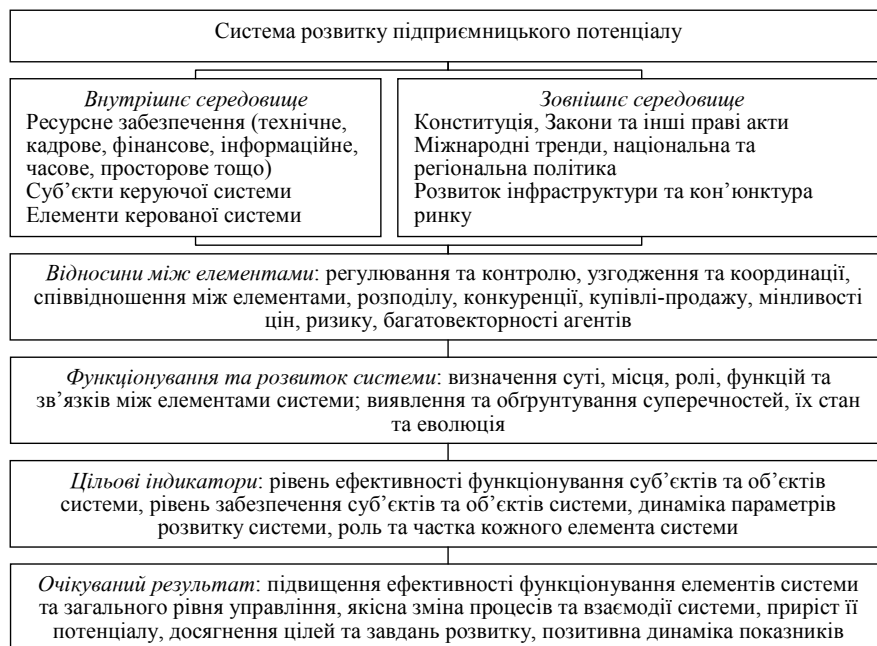 Система розвитку підприємницького потенціалу
Внутрішнє середовище
Ресурсне забезпечення (технічне,
кадрове, фінансове, інформаційне,
часове, просторове тощо)
Суб’єкти керуючої системи
Елементи керованої системи
Зовнішнє середовище
Конституція, Закони та інші праві акти
Міжнародні тренди, національна та
регіональна політика
Розвиток інфраструктури та кон’юнктура
ринку
Відносини між елементами: регулювання та контролю, узгодження та координації,
співвідношення між елементами, розподілу, конкуренції, купівлі-продажу, мінливості
цін, ризику, багатовекторності агентів
Функціонування та розвиток системи: визначення суті, місця, ролі, функцій та
зв’язків між елементами системи; виявлення та обґрунтування суперечностей, їх стан
та еволюція
Цільові індикатори: рівень ефективності функціонування суб’єктів та об’єктів
системи, рівень забезпечення суб’єктів та об’єктів системи, динаміка параметрів
розвитку системи, роль та частка кожного елемента системи
Очікуваний результат: підвищення ефективності функціонування елементів системи
та загального рівня управління, якісна зміна процесів та взаємодії системи, приріст її
потенціалу, досягнення цілей та завдань розвитку, позитивна динаміка показників